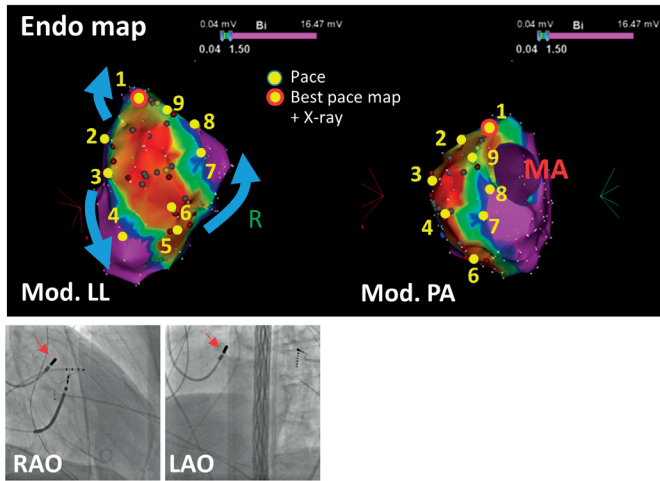 Endo map
0.04 mV Bi 16.47 mV
0.04 1.50
0.04 mV Bi 16.47 mV
0.04 1.50
Pace
Best pace map
+ X-ray
1
9
8
2
7
3
6
4
5
R
Mod. LL
1
2
9
MA
3
8
4
7
6
Mod. PA
RAO
LAO